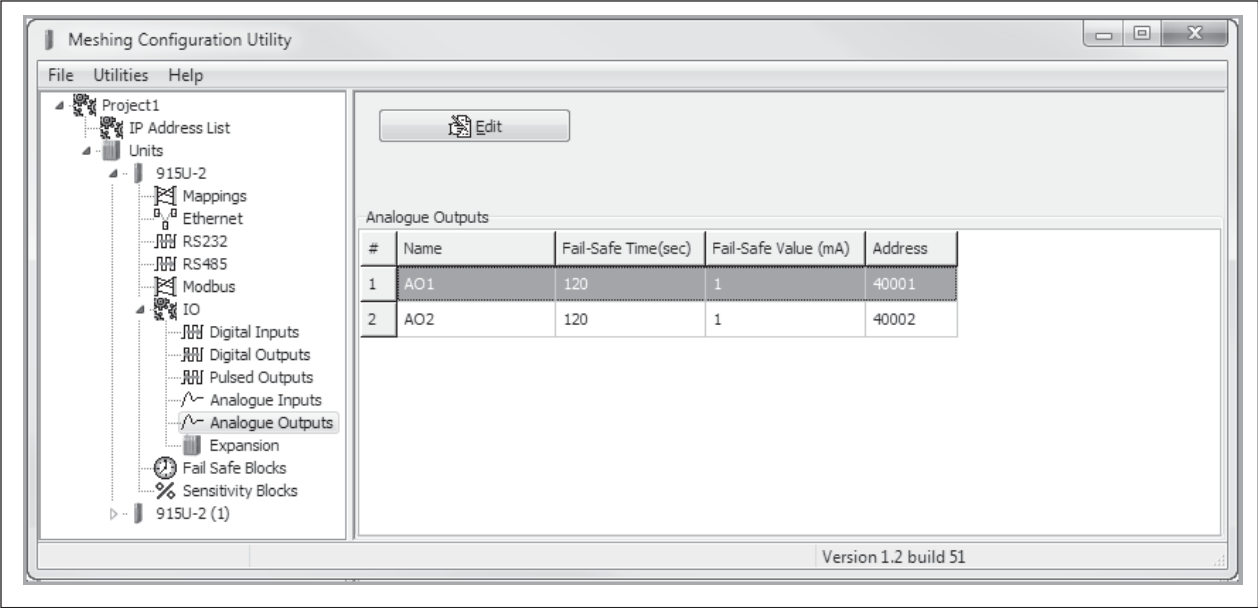 Meshing Configuration Utility
File Utilities Help
Project1
IP Address List
Units
915U-2
Mappings
Ethernet
RS232
RS485
Modbus
IO
Digital Inputs
Digital Outputs
Pulsed Outputs
Analogue Inputs
Analogue Outputs
Expansion
Fail Safe Blocks
Sensitivity Blocks
915U-2 (1)
Edit
Analogue Outputs
# Name Fail-Safe Time(sec) Fail-Safe Value (mA) Address
1 AO1 120 1 40001
2 AO2 120 1 40002
Version 1.2 build 51